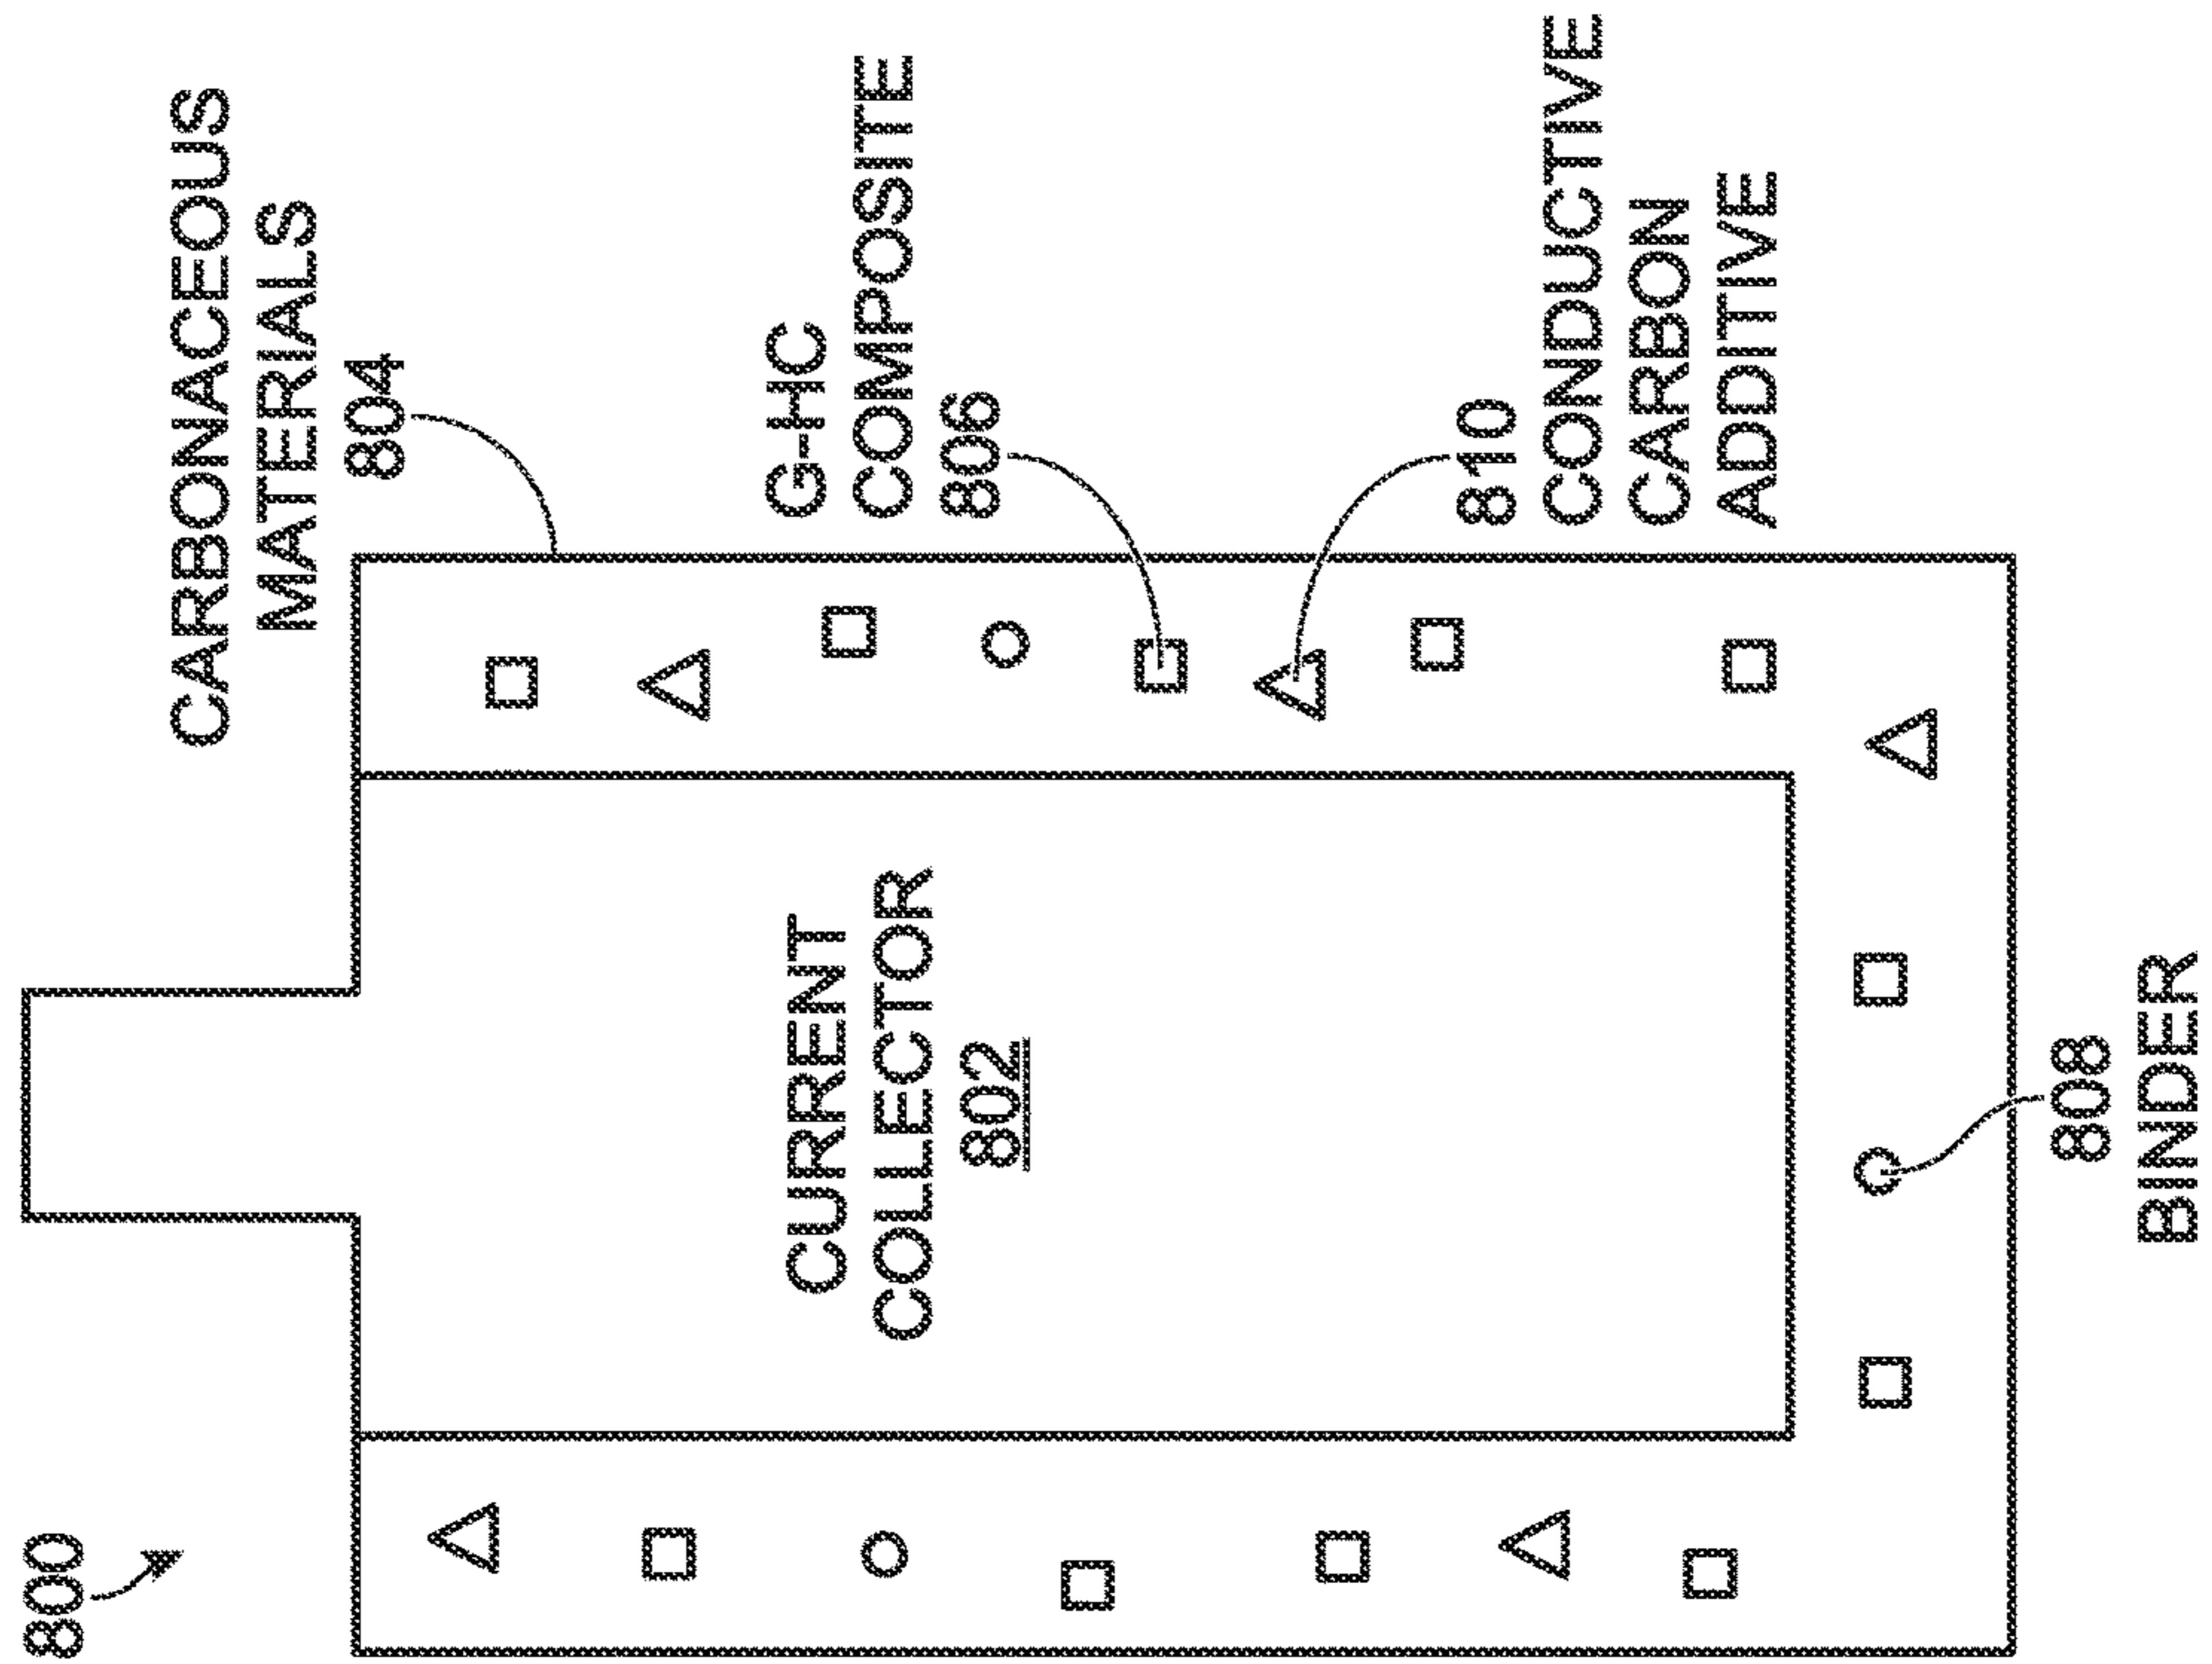 800
CARBONACEOUS
MATERIALS
804
G-HC
COMPOSITE
806
CURRENT
COLLECTOR
802
810
CONDUCTIVE
CARBON
ADDITIVE
808
BINDER